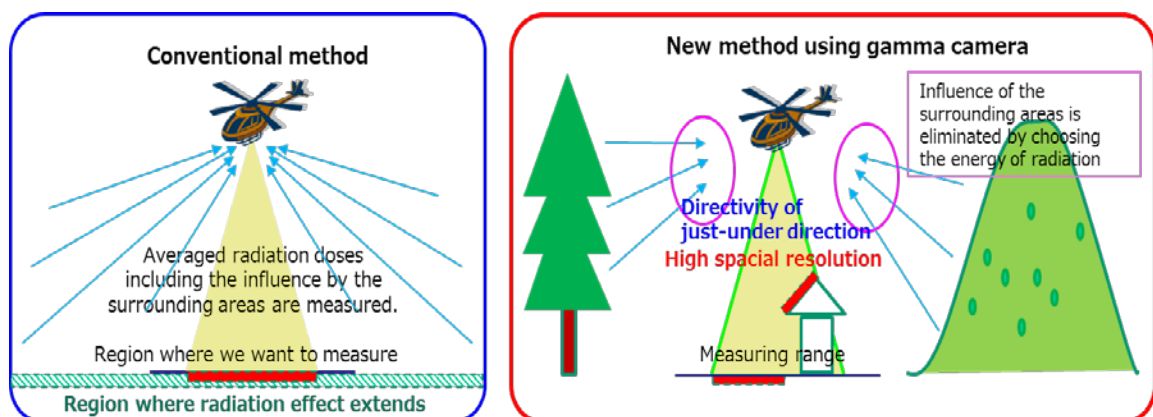 Conventional method
Averaged radiation doses
including the influence by the
surrounding areas are measured.
Region where we want to measure
Region where radiation effect extends
New method using gamma camera
Influence of the
surrounding areas is
eliminated by choosing
the energy of radiation
Directivity of
just-under direction
High spacial resolution
Measuring range